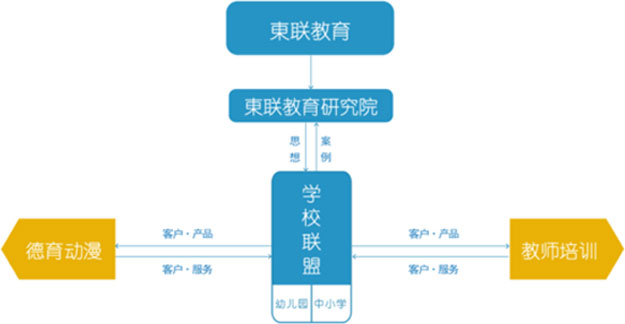 東联教育
東联教育研究院
思想
案例
学校联盟
客户·产品
客户·产品
德育动漫
教师培训
客户·服务
客户·服务
幼儿园
中小学